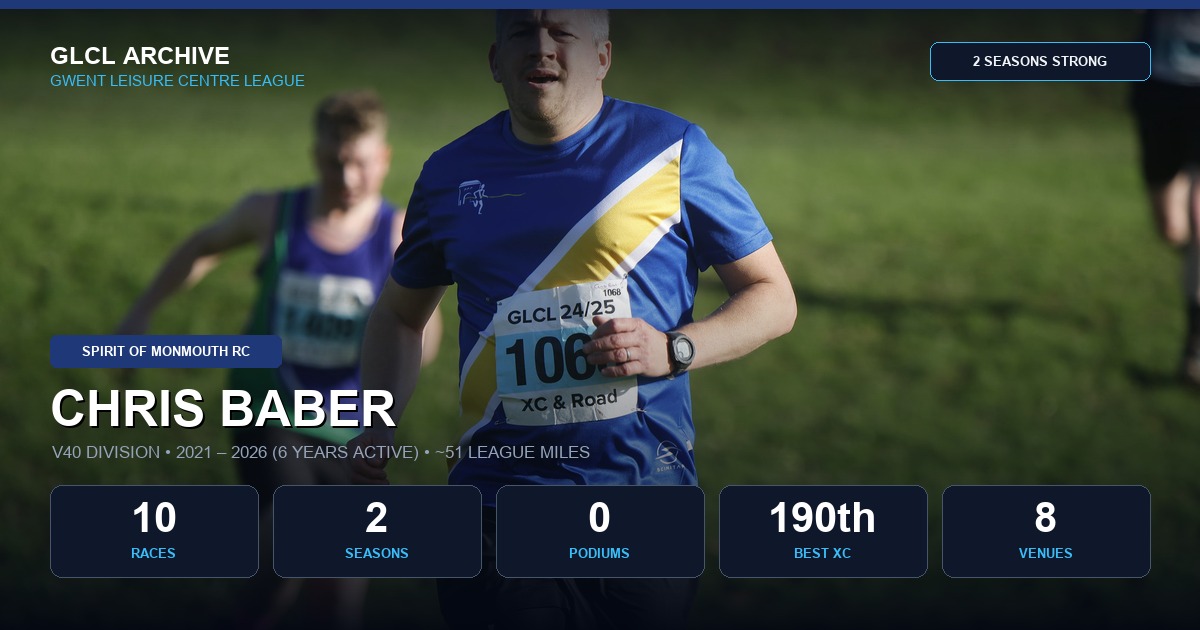 GLCL ARCHIVE
GWENT LEISURE CENTRE LEAGUE
2 SEASONS STRONG
1068
GLCL 24/25
106
XC & Road
SPIRIT OF MONMOUTH RC
CHRIS BABER
V40 DIVISION • 2021 – 2026 (6 YEARS ACTIVE) • ~51 LEAGUE MILES
10
RACES
2
SEASONS
0
PODIUMS
190th
BEST XC
8
VENUES